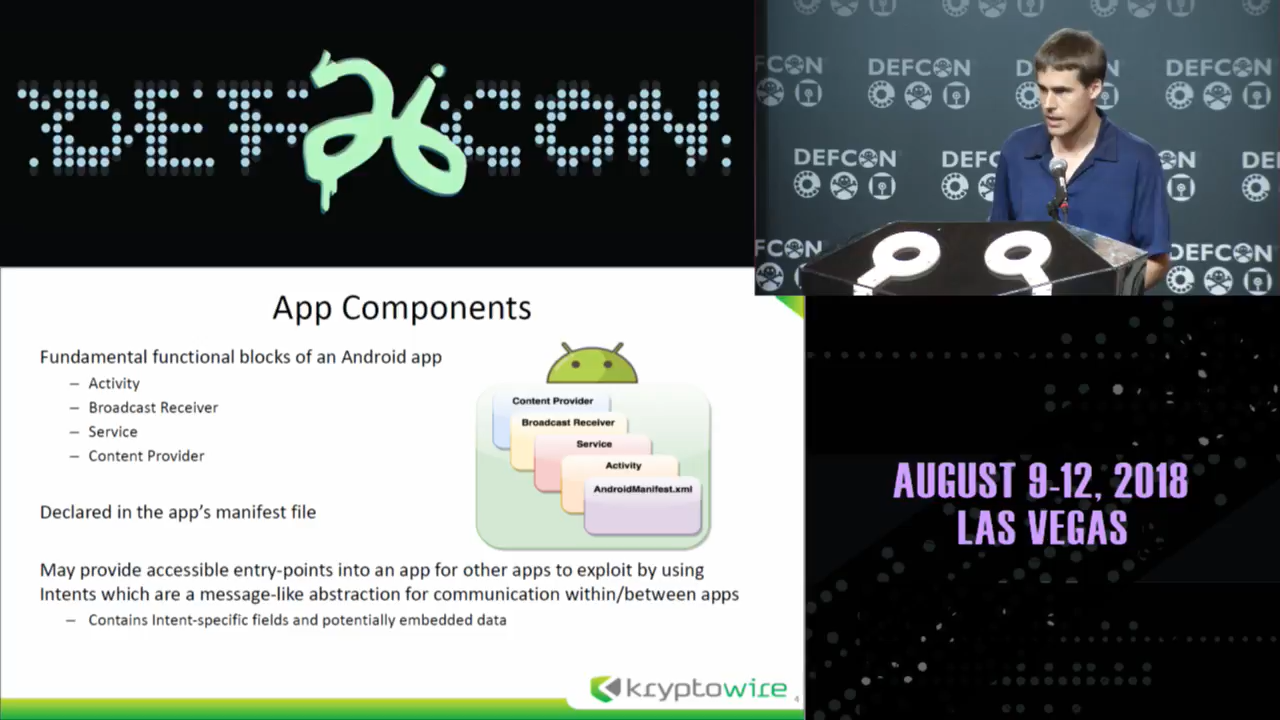 DEFCON
26
DEFCON DEFCON DEFCON DEFCON
DEFCON DEFCON
DEFCON
App Components
Fundamental functional blocks of an Android app
– Activity
– Broadcast Receiver
– Service
– Content Provider
Content Provider
Broadcast Receiver
Service
Activity
AndroidManifest.xml
Declared in the app's manifest file
May provide accessible entry-points into an app for other apps to exploit by using
Intents which are a message-like abstraction for communication within/between apps
– Contains Intent-specific fields and potentially embedded data
kryptowire
4
AUGUST 9-12, 2018
LAS VEGAS